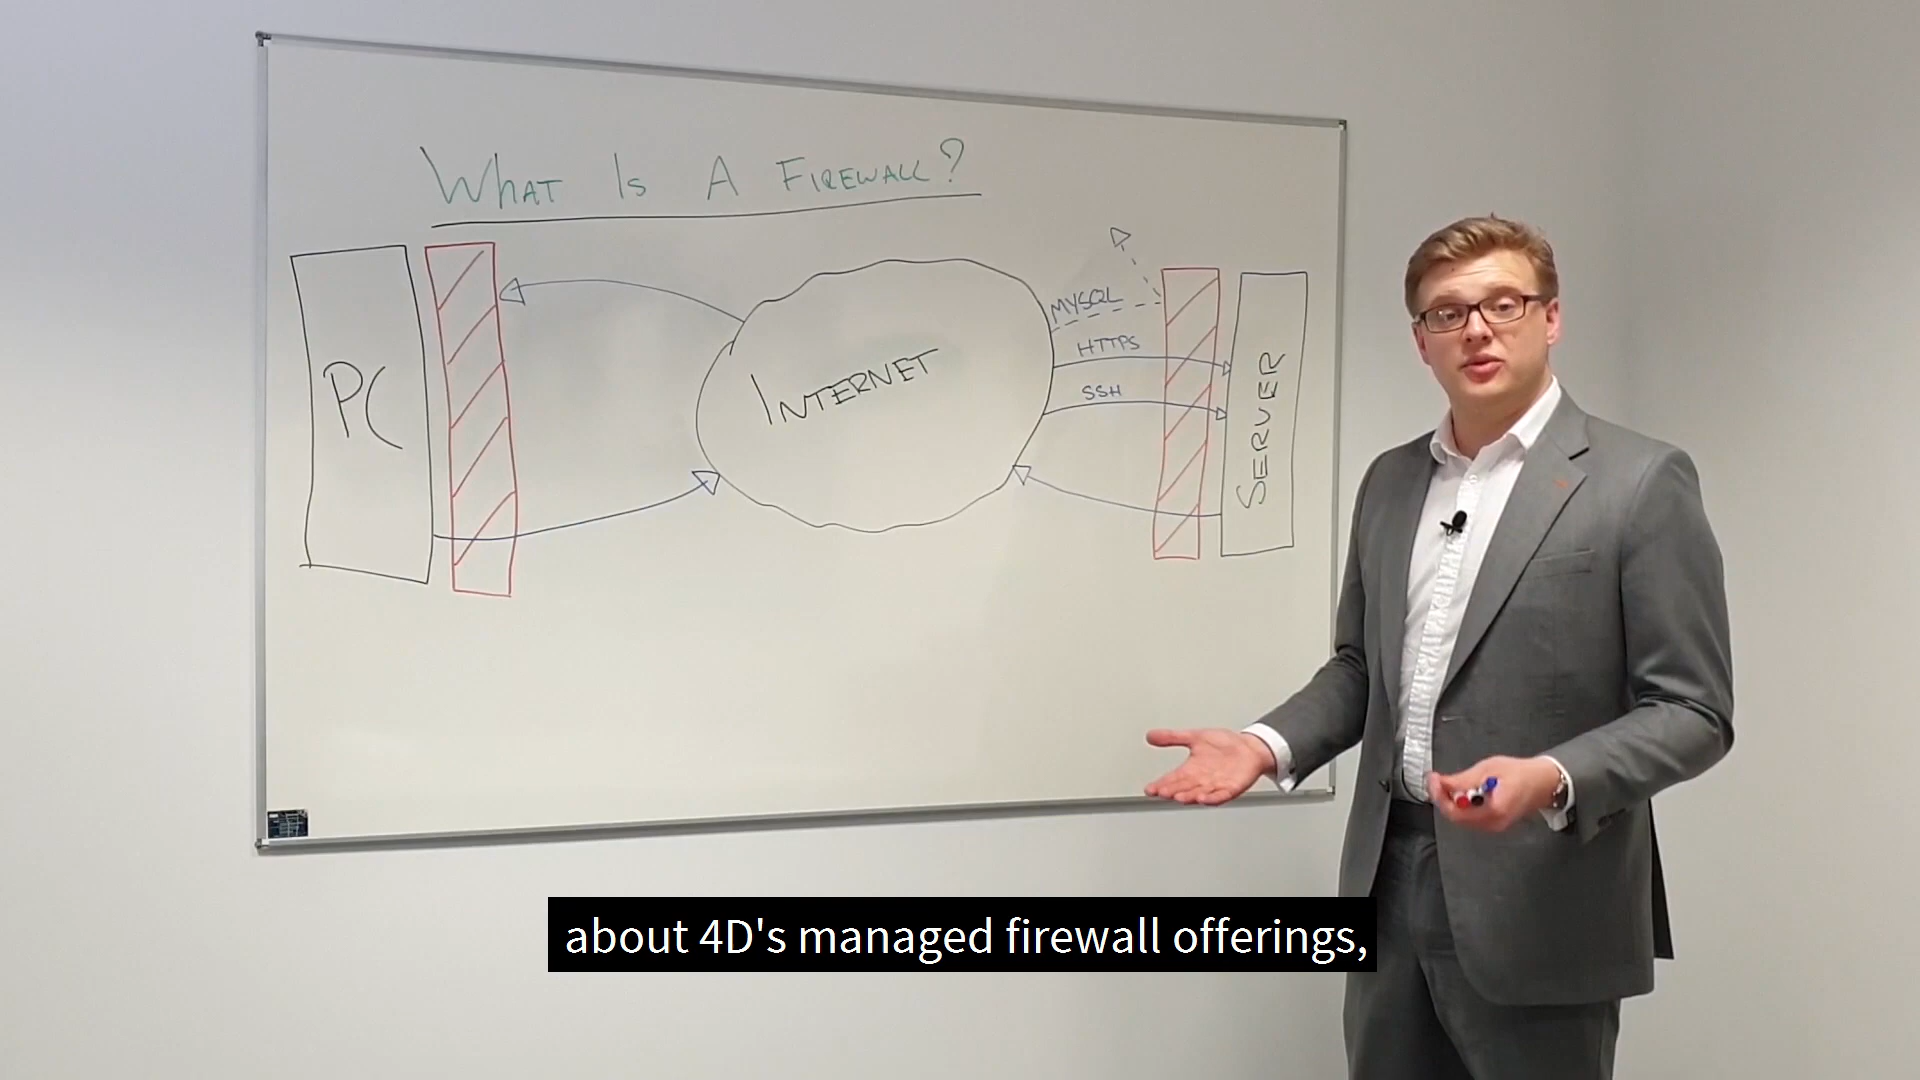 What Is A Firewall?
PC
Internet
MYSQL
HTTPS
SSH
Server
about 4D's managed firewall offerings,